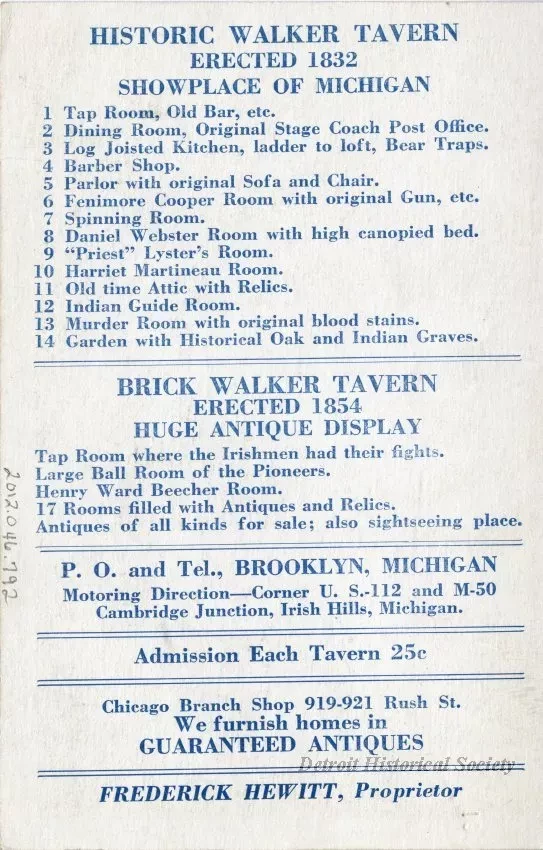 HISTORIC WALKER TAVERN
ERECTED 1832
SHOWPLACE OF MICHIGAN
1 Tap Room, Old Bar, etc.
2 Dining Room, Original Stage Coach Post Office.
3 Log Joisted Kitchen, ladder to loft, Bear Traps.
4 Barber Shop.
5 Parlor with original Sofa and Chair.
6 Fenimore Cooper Room with original Gun, etc.
7 Spinning Room.
8 Daniel Webster Room with high canopied bed.
9 "Priest" Lyster's Room.
10 Harriet Martineau Room.
11 Old time Attic with Relics.
12 Indian Guide Room.
13 Murder Room with original blood stains.
14 Garden with Historical Oak and Indian Graves.
BRICK WALKER TAVERN
ERECTED 1854
HUGE ANTIQUE DISPLAY
Tap Room where the Irishmen had their fights.
Large Ball Room of the Pioneers.
Henry Ward Beecher Room.
17 Rooms filled with Antiques and Relics.
Antiques of all kinds for sale; also sightseeing place.
P. O. and Tel., BROOKLYN, MICHIGAN
Motoring Direction—Corner U. S.-112 and M-50
Cambridge Junction, Irish Hills, Michigan.
Admission Each Tavern 25c
Chicago Branch Shop 919-921 Rush St.
We furnish homes in
GUARANTEED ANTIQUES
Detroit Historical Society
FREDERICK HEWITT, Proprietor
2012.046.792